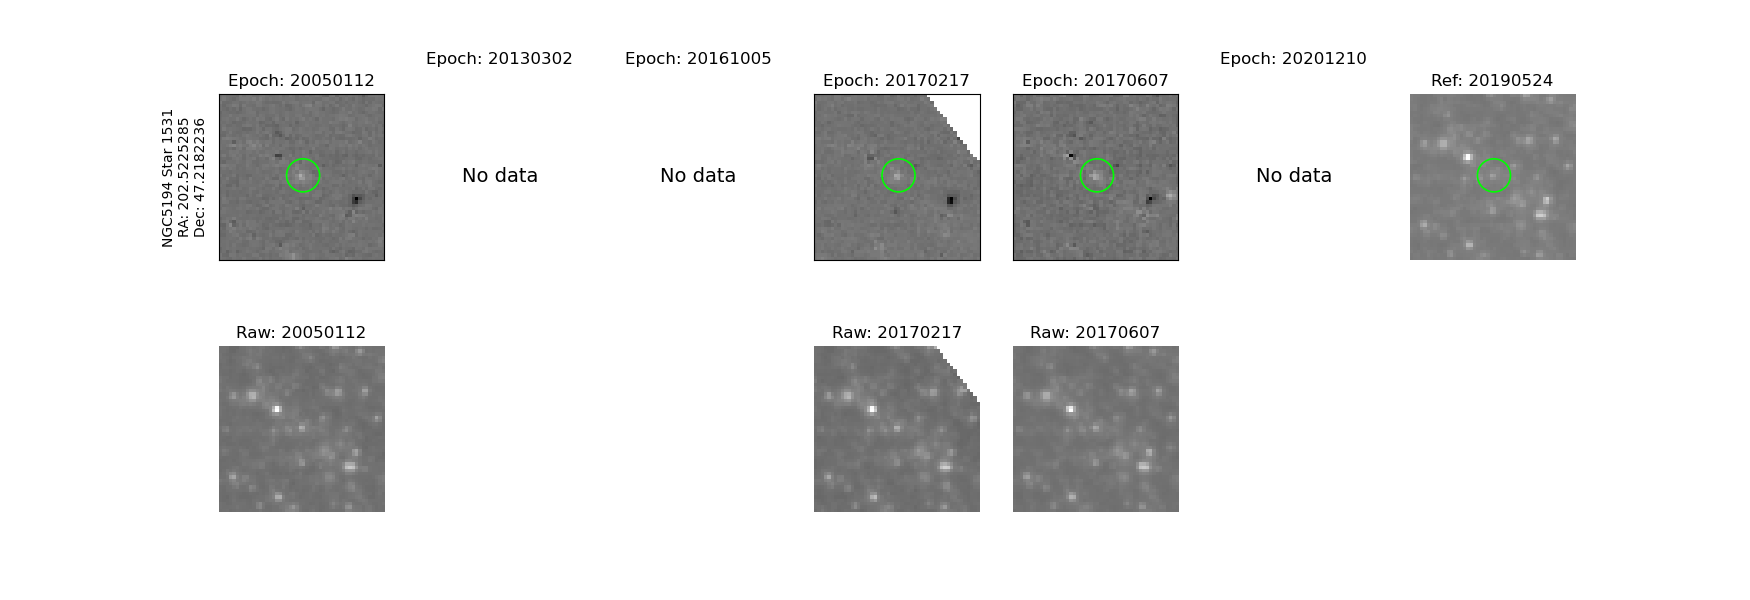 Epoch: 20130302
Epoch: 20161005
Epoch: 20201210
Epoch: 20050112
Epoch: 20170217
Epoch: 20170607
Ref: 20190524
NGC5194 Star 1531
RA: 202.5225285
Dec: 47.2182236
No data
No data
No data
Raw: 20050112
Raw: 20170217
Raw: 20170607